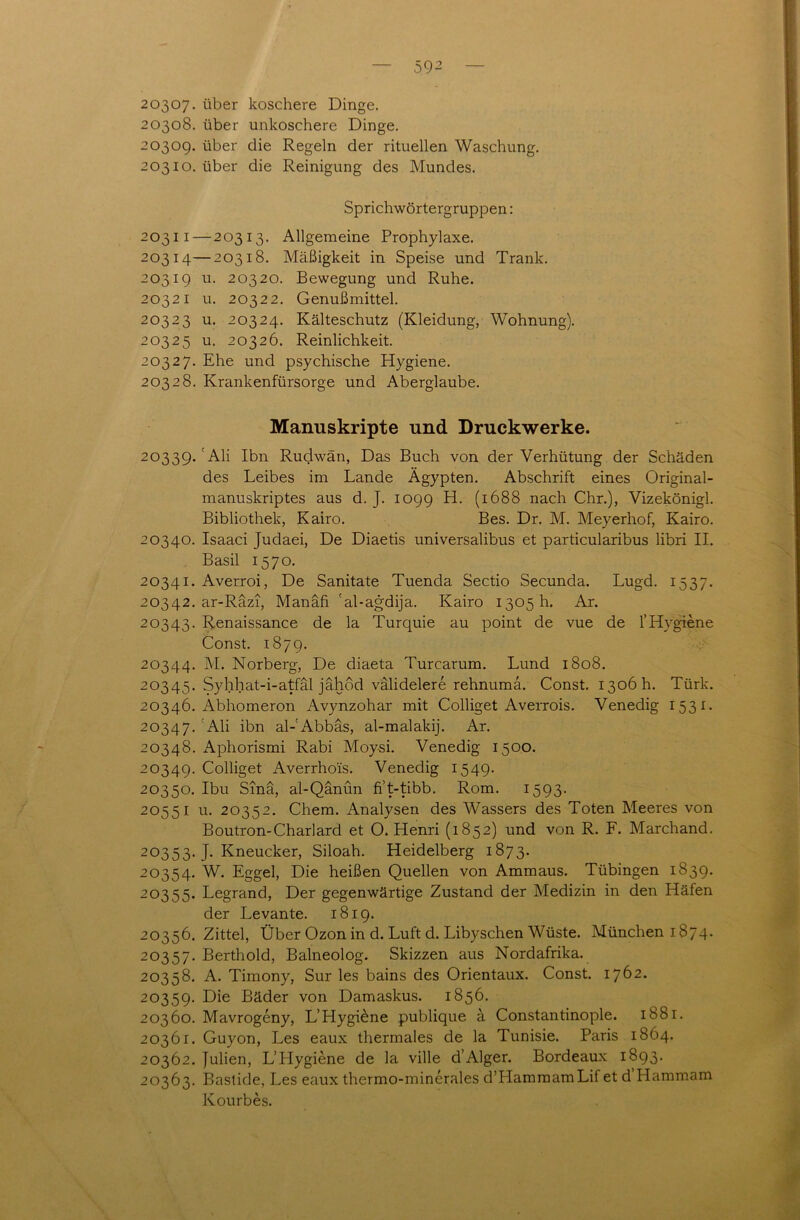 — 592 —
20307. über koschere Dinge.
20308. über unkoschere Dinge.
20309. über die Regeln der rituellen Waschung.
20310. über die Reinigung des Mundes.
Sprichwörtergruppen:
20311—20313. Allgemeine Prophylaxe.
20314—20318. Mäßigkeit in Speise und Trank.
20319 u. 20320. Bewegung und Ruhe.
20321 u. 20322. Genußmittel.
20323 u. 20324. Kälteschutz (Kleidung, Wohnung).
20325 u. 20326. Reinlichkeit.
20327. Ehe und psychische Hygiene.
20328. Krankenfürsorge und Aberglaube.
Manuskripte und Druckwerke.
20339. ʿAli Ibn Ruḍwān, Das Buch von der Verhütung der Schäden
des Leibes im Lande Ägypten. Abschrift eines Original-
manuskriptes aus d. J. 1099 H. (1688 nach Chr.), Vizekönigl.
Bibliothek, Kairo. Bes. Dr. M. Meyerhof, Kairo.
20340. Isaaci Judaei, De Diaetis universalibus et particularibus libri II.
Basil 1570.
20341. Averroi, De Sanitate Tuenda Sectio Secunda. Lugd. 1537.
20342. ar-Râzî, Manâfi ʿal-agdija. Kairo 1305 h. Ar.
20343. Renaissance de la Turquie au point de vue de l'Hygiène
Const. 1879.
20344. M. Norberg, De diaeta Turcarum. Lund 1808.
20345. Ṣyḥḥat-i-aṭfâl jâḥôd vâlidelerê rehnumâ. Const. 1306 h. Türk.
20346. Abhomeron Avynzohar mit Colliget Averrois. Venedig 1531.
20347. ʿAli ibn al-ʿAbbâs, al-malakij. Ar.
20348. Aphorismi Rabi Moysi. Venedig 1500.
20349. Colliget Averrhoïs. Venedig 1549.
20350. Ibu Sînâ, al-Qânûn fi'ṭ-ṭibb. Rom. 1593.
20551 u. 20352. Chem. Analysen des Wassers des Toten Meeres von
Boutron-Charlard et O. Henri (1852) und von R. F. Marchand.
20353. J. Kneucker, Siloah. Heidelberg 1873.
20354. W. Eggel, Die heißen Quellen von Ammaus. Tübingen 1839.
20355. Legrand, Der gegenwärtige Zustand der Medizin in den Häfen
der Levante. 1819.
20356. Zittel, Über Ozon in d. Luft d. Libyschen Wüste. München 1874.
20357. Berthold, Balneolog. Skizzen aus Nordafrika.
20358. A. Timony, Sur les bains des Orientaux. Const. 1762.
20359. Die Bäder von Damaskus. 1856.
20360. Mavrogény, L'Hygiène publique à Constantinople. 1881.
20361. Guyon, Les eaux thermales de la Tunisie. Paris 1864.
20362. Julien, L'Hygiène de la ville d'Alger. Bordeaux 1893.
20363. Bastide, Les eaux thermo-minérales d'Hammam Lif et d'Hammam
Kourbès.